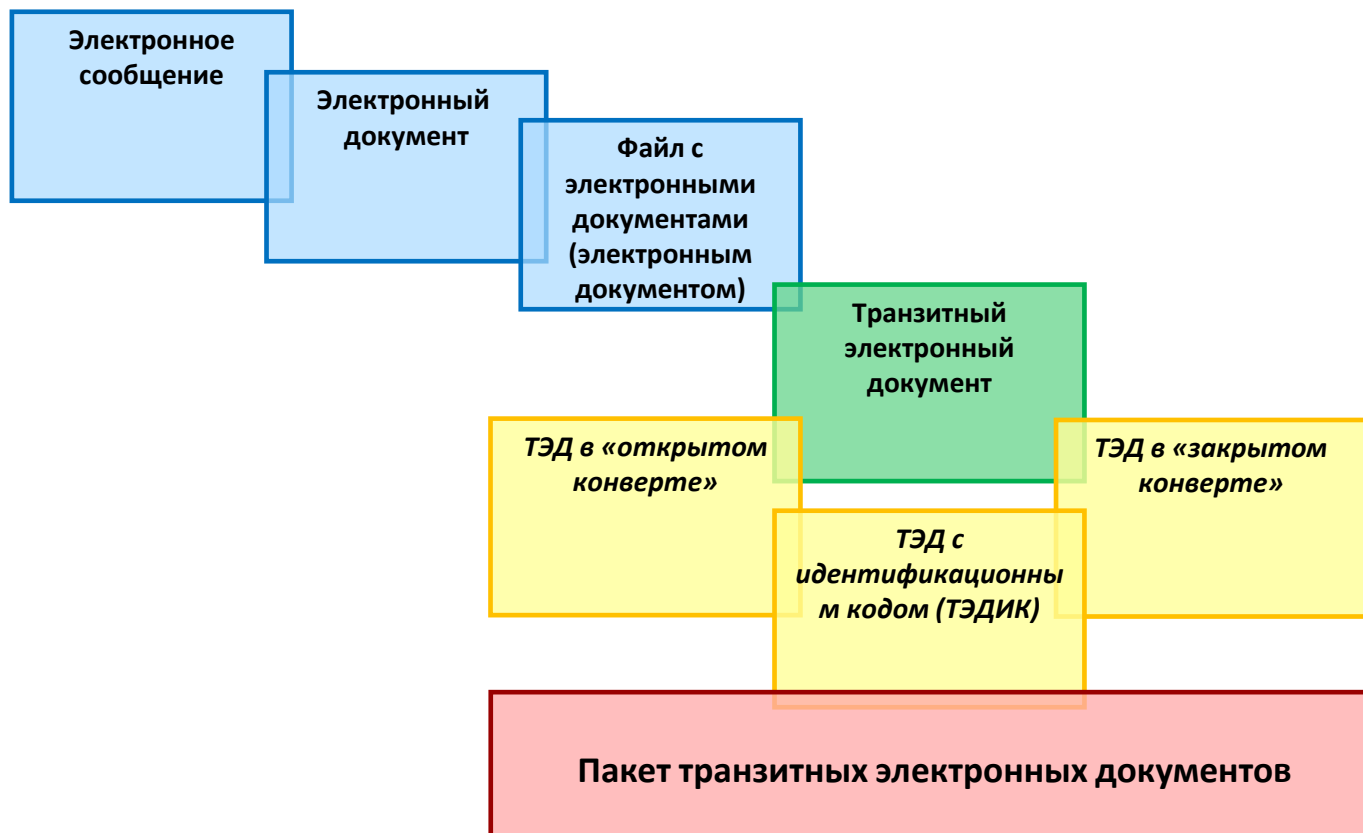 Электронное
сообщение
Электронный
документ
Файл с
электронными
документами
(электронным
документом)
Транзитный
электронный
документ
ТЭД в «открытом
конверте»
ТЭД в «закрытом
конверте»
ТЭД с
идентификационны
м кодом (ТЭДИК)
Пакет транзитных электронных документов